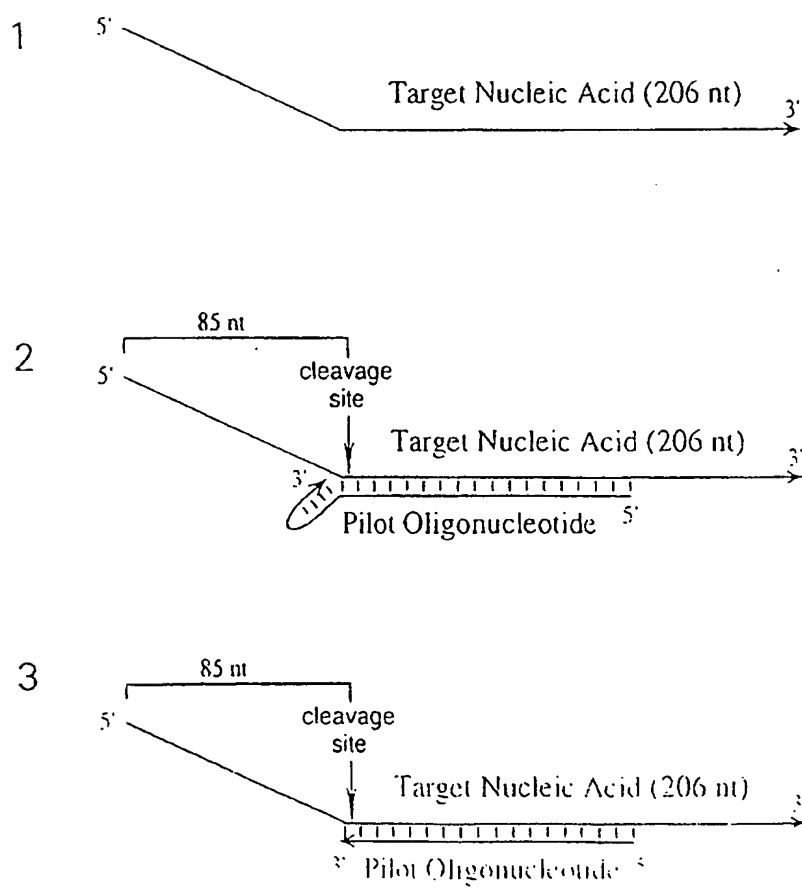 1
5'
Target Nucleic Acid (206 nt)
3'
2
85 nt
5'
cleavage
site
Target Nucleic Acid (206 nt)
3'
3'
Pilot Oligonucleotide
5'
3
85 nt
5'
cleavage
site
Target Nucleic Acid (206 nt)
3'
3'
Pilot Oligonucleotide
5